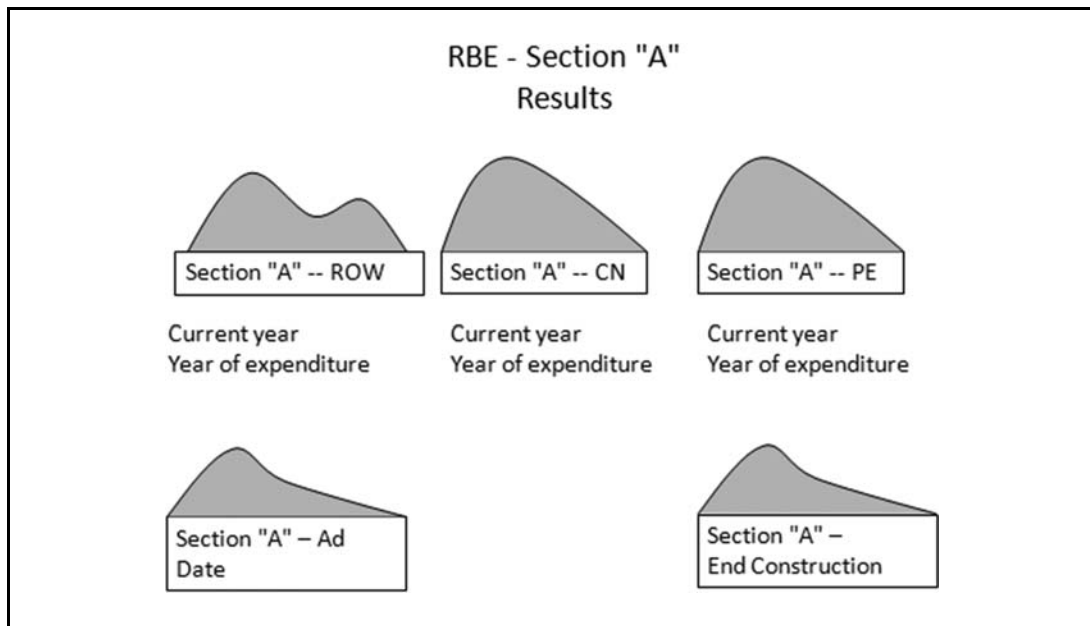 RBE - Section "A"
Results
Section "A" -- ROW
Section "A" -- CN
Section "A" -- PE
Current year
Year of expenditure
Current year
Year of expenditure
Current year
Year of expenditure
Section "A" – Ad
Date
Section "A" –
End Construction